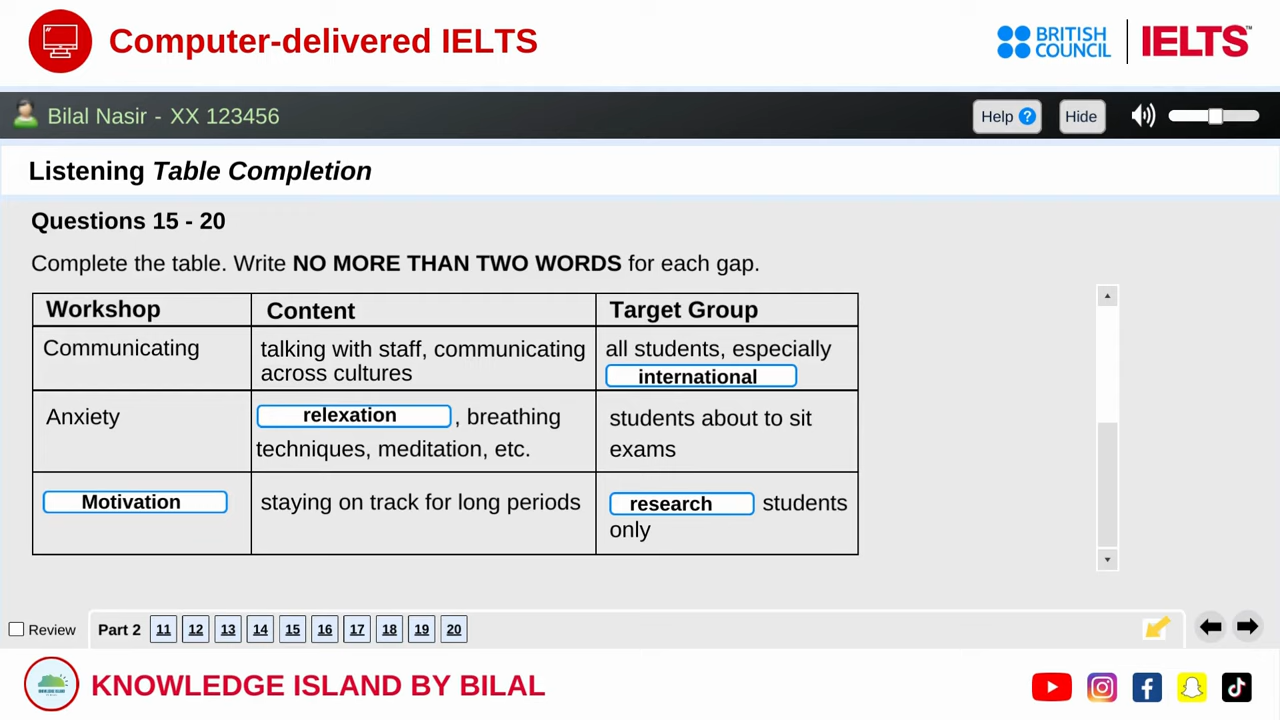 Computer-delivered IELTS
BRITISH COUNCIL
IELTS™
Bilal Nasir - XX 123456
Help ?
Hide
Listening Table Completion
Questions 15 - 20
Complete the table. Write NO MORE THAN TWO WORDS for each gap.
Workshop Content Target Group
Communicating
talking with staff, communicating
across cultures
all students, especially
international
Anxiety
relexation , breathing
techniques, meditation, etc.
students about to sit
exams
Motivation
staying on track for long periods
research students
only
Review
Part 2 11 12 13 14 15 16 17 18 19 20
KNOWLEDGE ISLAND BY BILAL